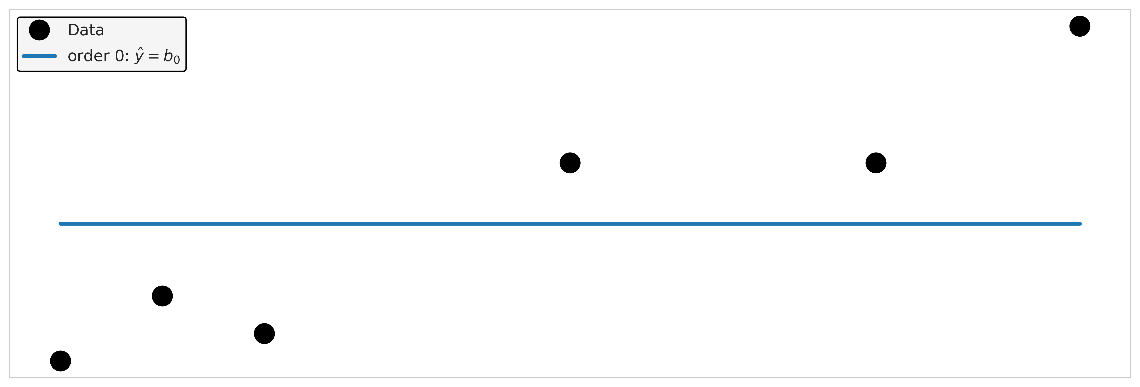 Data
order 0: ŷ = b₀